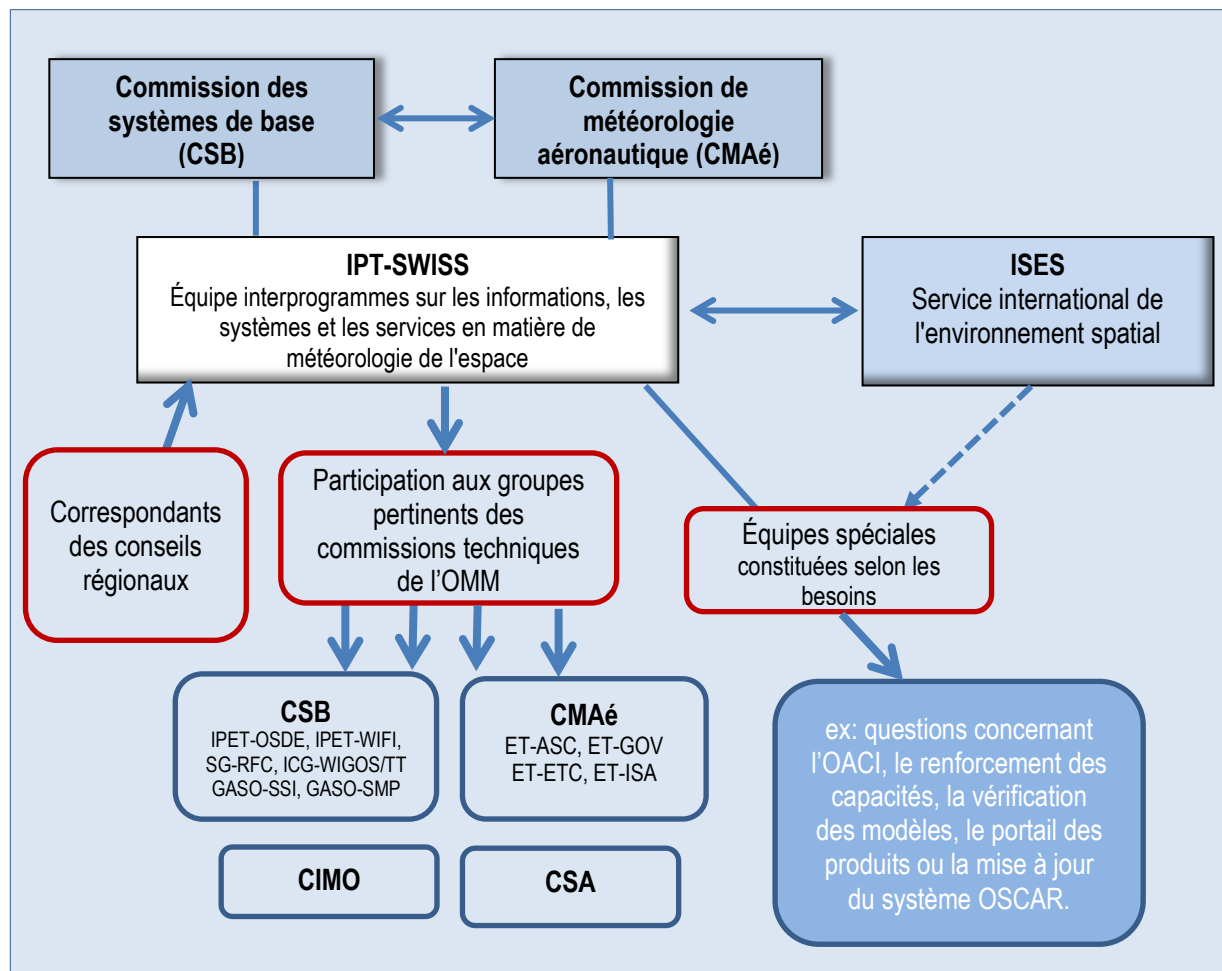 Commission des
systèmes de base
(CSB)
Commission de
météorologie
aéronautique (CMAé)
IPT-SWISS
Équipe interprogrammes sur les informations, les
systèmes et les services en matière de
météorologie de l'espace
ISES
Service international de
l'environnement spatial
Correspondants
des conseils
régionaux
Participation aux groupes
pertinents des
commissions techniques
de l’OMM
Équipes spéciales
constituées selon les
besoins
CSB
IPET-OSDE, IPET-WIFI,
SG-RFC, ICG-WIGOS/TT
GASO-SSI, GASO-SMP
CMAé
ET-ASC, ET-GOV
ET-ETC, ET-ISA
ex: questions concernant
l’OACI, le renforcement des
capacités, la vérification
des modèles, le portail des
produits ou la mise à jour
du système OSCAR.
CIMO
CSA